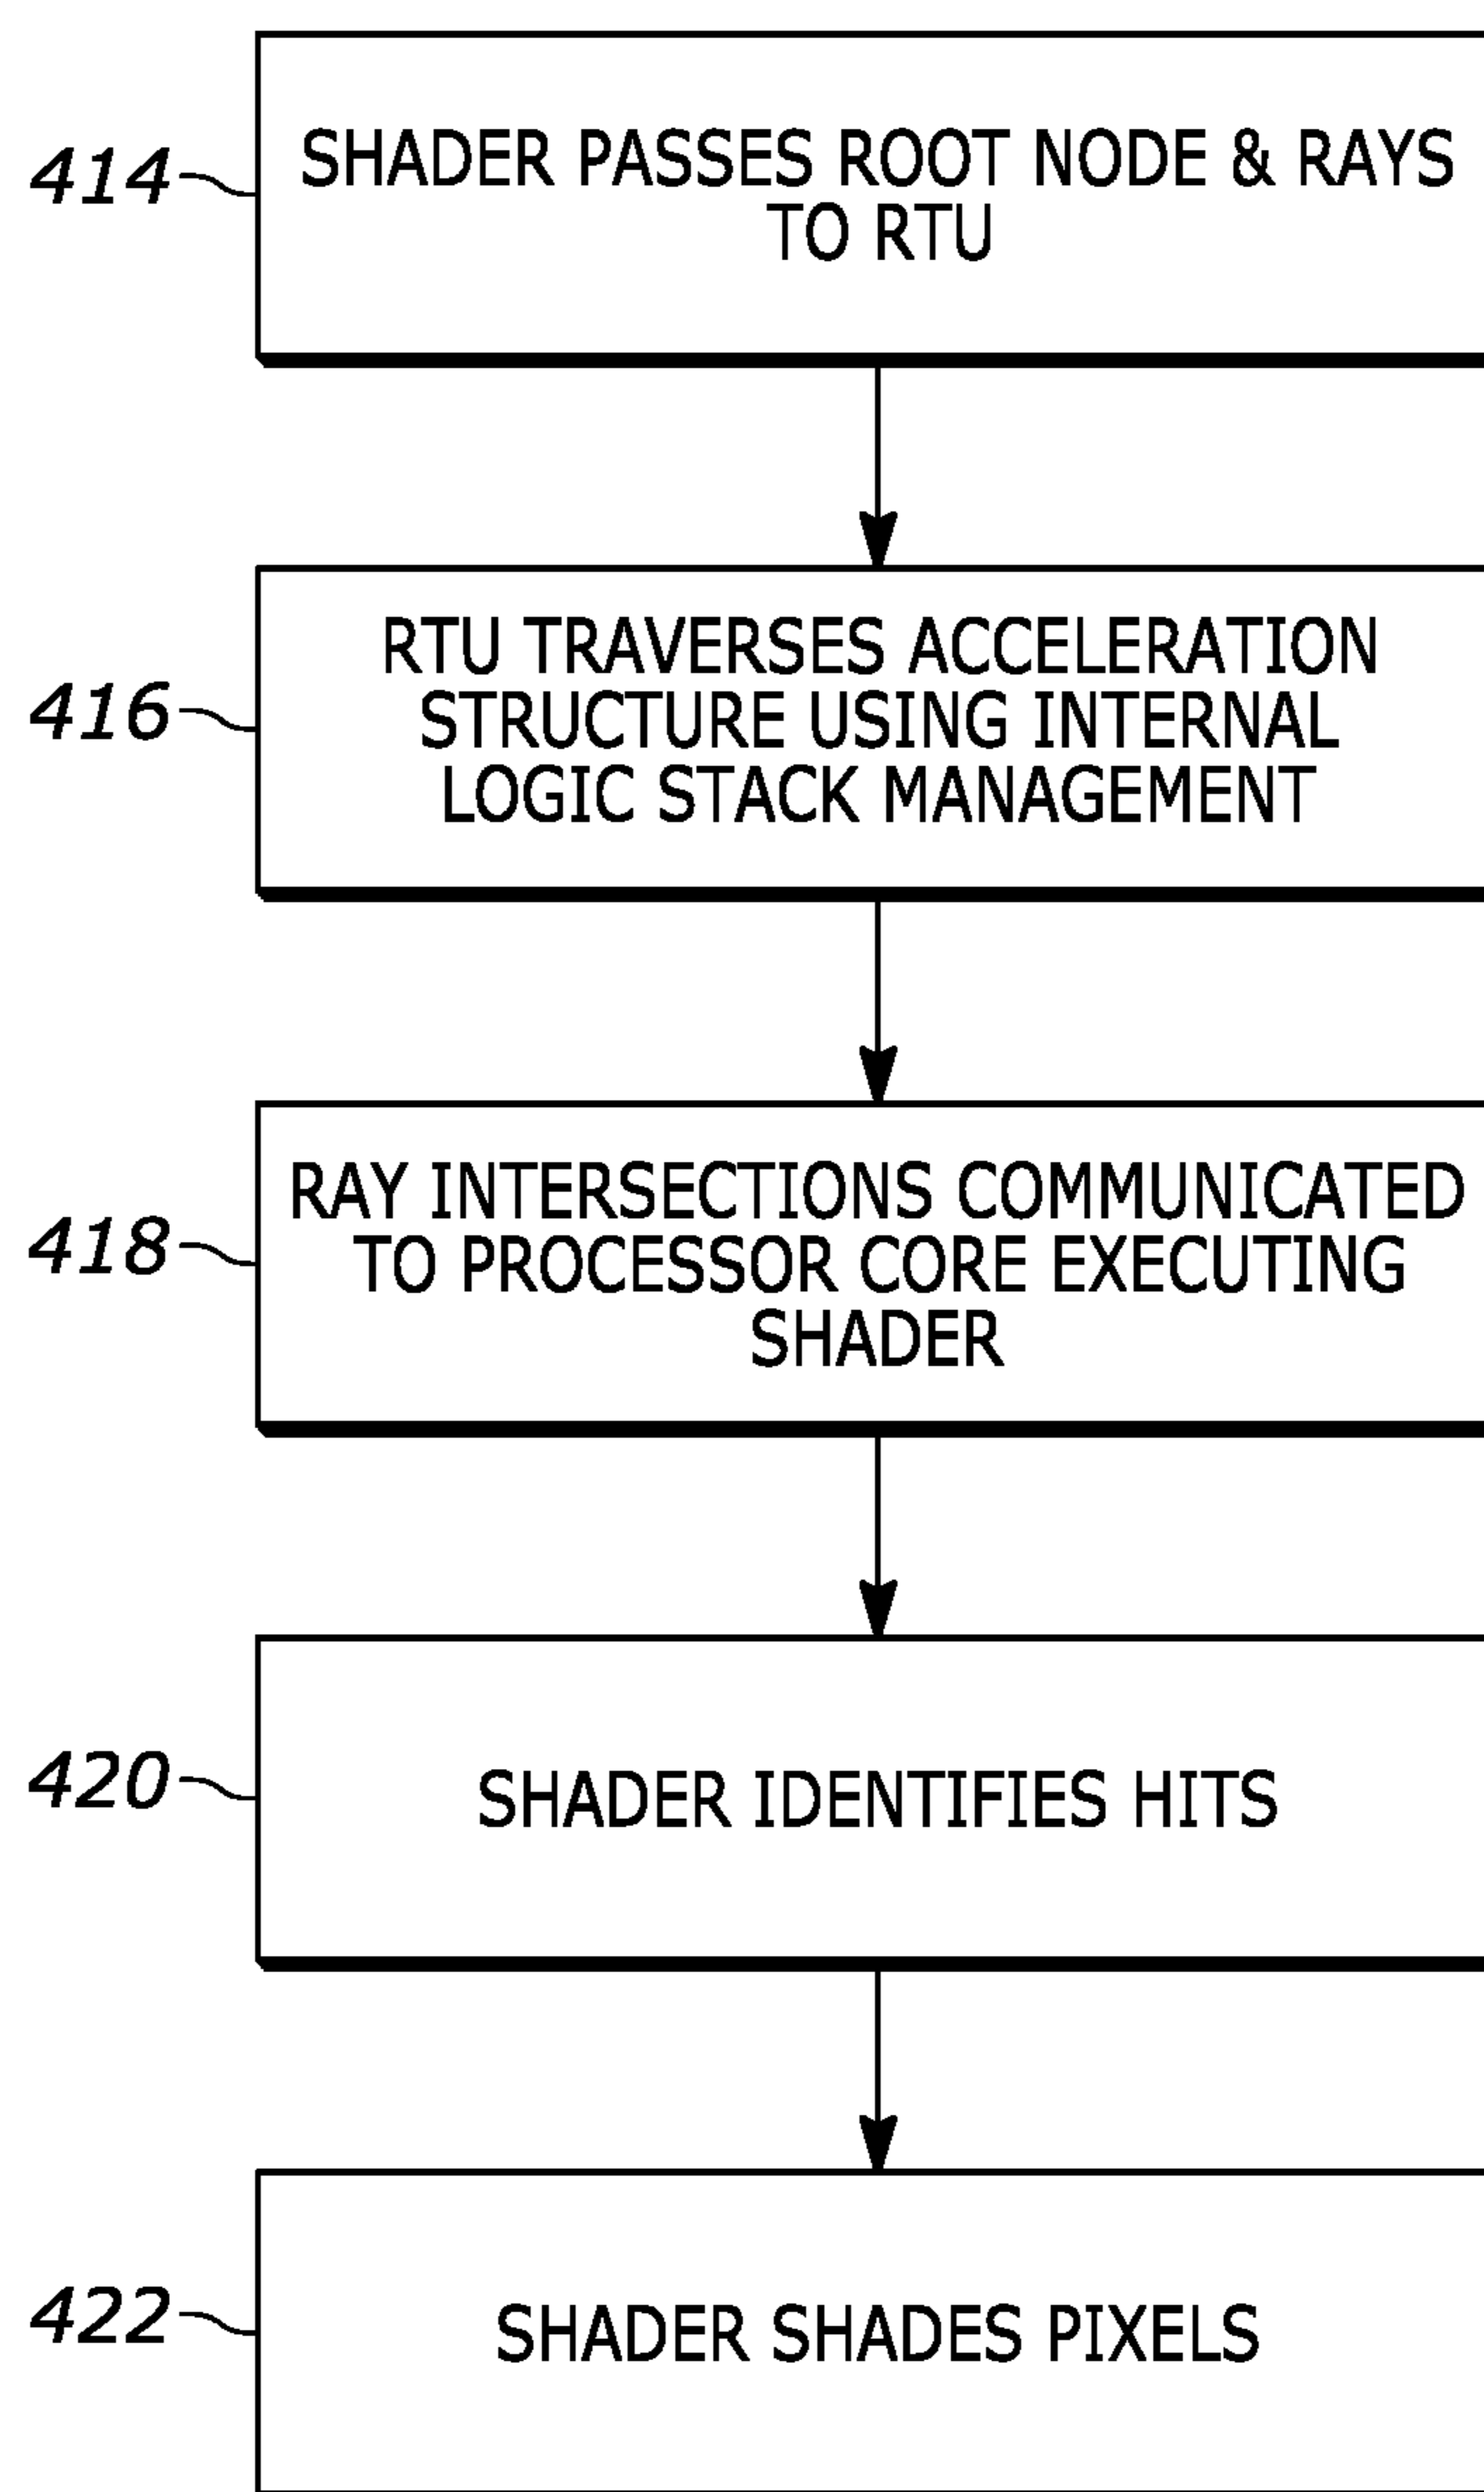 414
SHADER PASSES ROOT NODE & RAYS
TO RTU
416
RTU TRAVERSES ACCELERATION
STRUCTURE USING INTERNAL
LOGIC STACK MANAGEMENT
418
RAY INTERSECTIONS COMMUNICATED
TO PROCESSOR CORE EXECUTING
SHADER
420
SHADER IDENTIFIES HITS
422
SHADER SHADES PIXELS